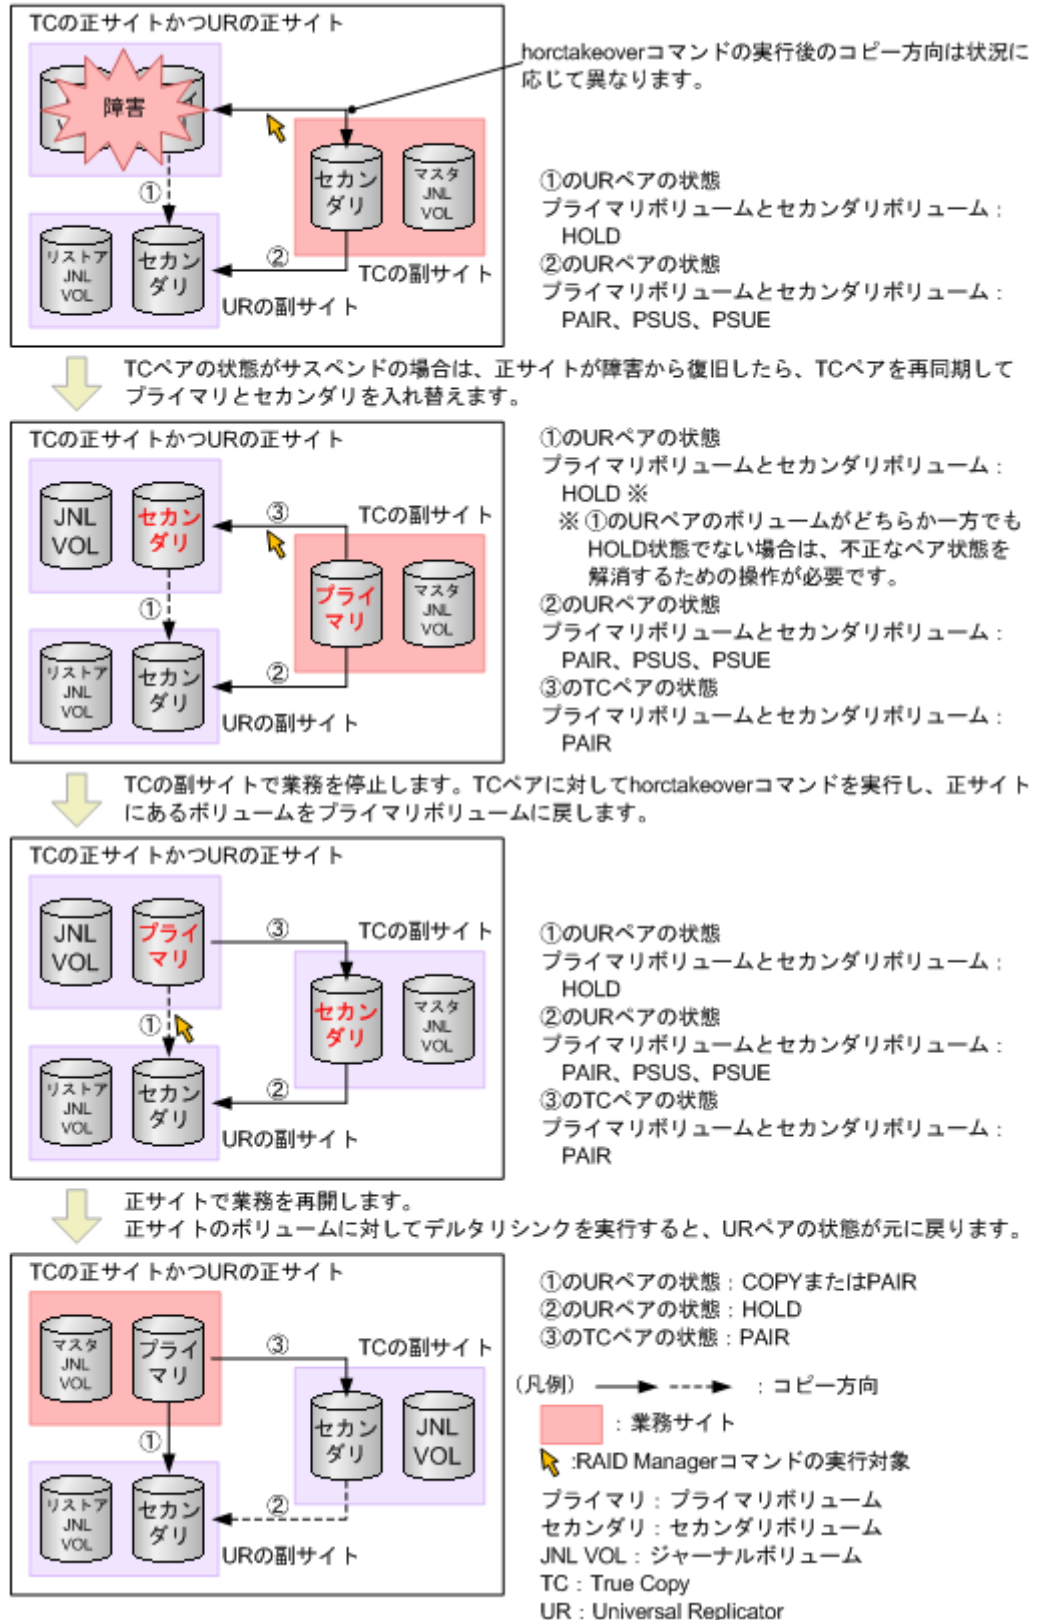 TCの正サイトかつURの正サイト
障害
horctakeoverコマンドの実行後のコピー方向は状況に
応じて異なります。
セカン
ダリ
マスタ
JNL
VOL
①
②
リストア
JNL
VOL
セカン
ダリ
TCの副サイト
URの副サイト
①のURペアの状態
プライマリボリュームとセカンダリボリューム：
HOLD
②のURペアの状態
プライマリボリュームとセカンダリボリューム：
PAIR、PSUS、PSUE
TCペアの状態がサスペンドの場合は、正サイトが障害から復旧したら、TCペアを再同期して
プライマリとセカンダリを入れ替えます。
TCの正サイトかつURの正サイト
JNL
VOL
セカン
ダリ
③
TCの副サイト
プライ
マリ
マスタ
JNL
VOL
①
②
リストア
JNL
VOL
セカン
ダリ
URの副サイト
①のURペアの状態
プライマリボリュームとセカンダリボリューム：
HOLD ※
※ ①のURペアのボリュームがどちらか一方でも
HOLD状態でない場合は、不正なペア状態を
解消するための操作が必要です。
②のURペアの状態
プライマリボリュームとセカンダリボリューム：
PAIR、PSUS、PSUE
③のTCペアの状態
プライマリボリュームとセカンダリボリューム：
PAIR
TCの副サイトで業務を停止します。TCペアに対してhorctakeoverコマンドを実行し、正サイト
にあるボリュームをプライマリボリュームに戻します。
TCの正サイトかつURの正サイト
JNL
VOL
プライ
マリ
③
TCの副サイト
セカン
ダリ
マスタ
JNL
VOL
①
②
リストア
JNL
VOL
セカン
ダリ
URの副サイト
①のURペアの状態
プライマリボリュームとセカンダリボリューム：
HOLD
②のURペアの状態
プライマリボリュームとセカンダリボリューム：
PAIR、PSUS、PSUE
③のTCペアの状態
プライマリボリュームとセカンダリボリューム：
PAIR
正サイトで業務を再開します。
正サイトのボリュームに対してデルタリシンクを実行すると、URペアの状態が元に戻ります。
TCの正サイトかつURの正サイト
マスタ
JNL
VOL
プライ
マリ
③
TCの副サイト
セカン
ダリ
JNL
VOL
①
②
リストア
JNL
VOL
セカン
ダリ
URの副サイト
①のURペアの状態：COPYまたはPAIR
②のURペアの状態：HOLD
③のTCペアの状態：PAIR
（凡例） ：コピー方向
：業務サイト
:RAID Managerコマンドの実行対象
プライマリ：プライマリボリューム
セカンダリ：セカンダリボリューム
JNL VOL：ジャーナルボリューム
TC：True Copy
UR：Universal Replicator